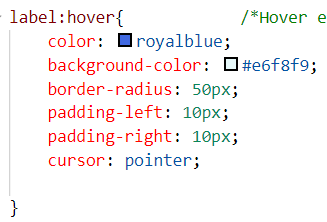 label:hover{ /*Hover e
color: royalblue;
background-color: #e6f8f9;
border-radius: 50px;
padding-left: 10px;
padding-right: 10px;
cursor: pointer;
}